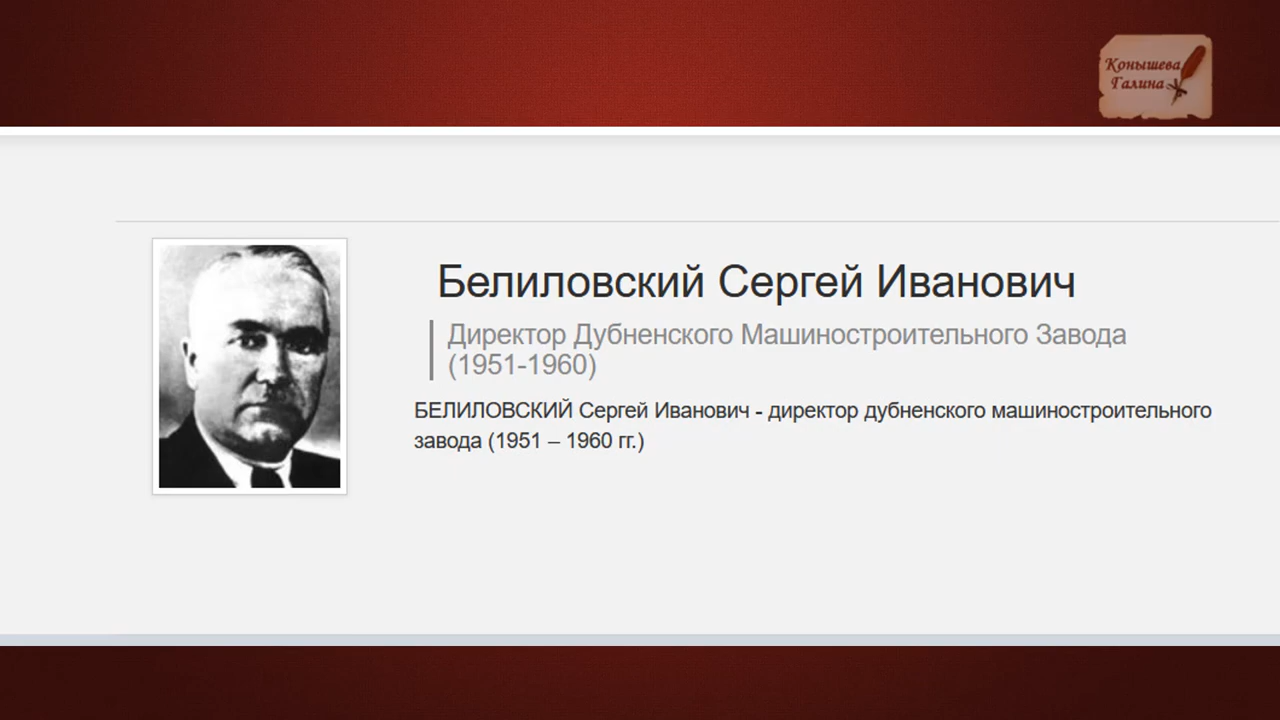 Конышева
Галина
Белиловский Сергей Иванович
Директор Дубненского Машиностроительного Завода
(1951-1960)
БЕЛИЛОВСКИЙ Сергей Иванович - директор дубненского машиностроительного
завода (1951 – 1960 гг.)